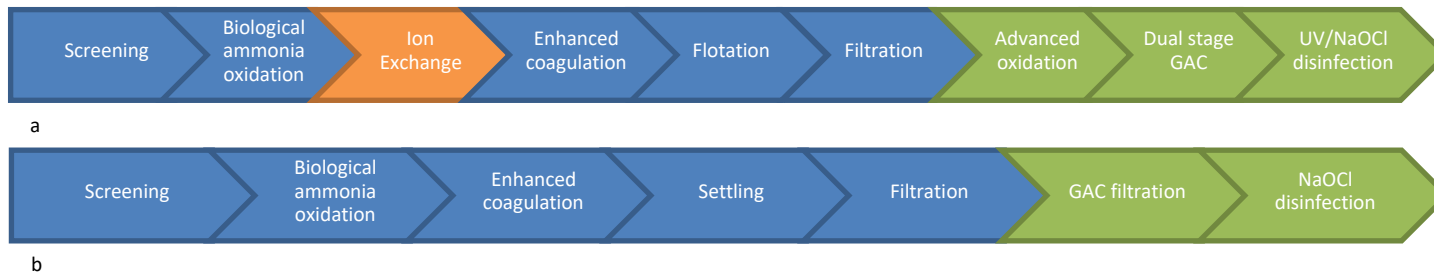 Screening
Biological
ammonia
oxidation
Ion
Exchange
Enhanced
coagulation
Flotation
Filtration
Advanced
oxidation
Dual stage
GAC
UV/NaOCl
disinfection
a
Screening
Biological
ammonia
oxidation
Enhanced
coagulation
Settling
Filtration
GAC filtration
NaOCl
disinfection
b